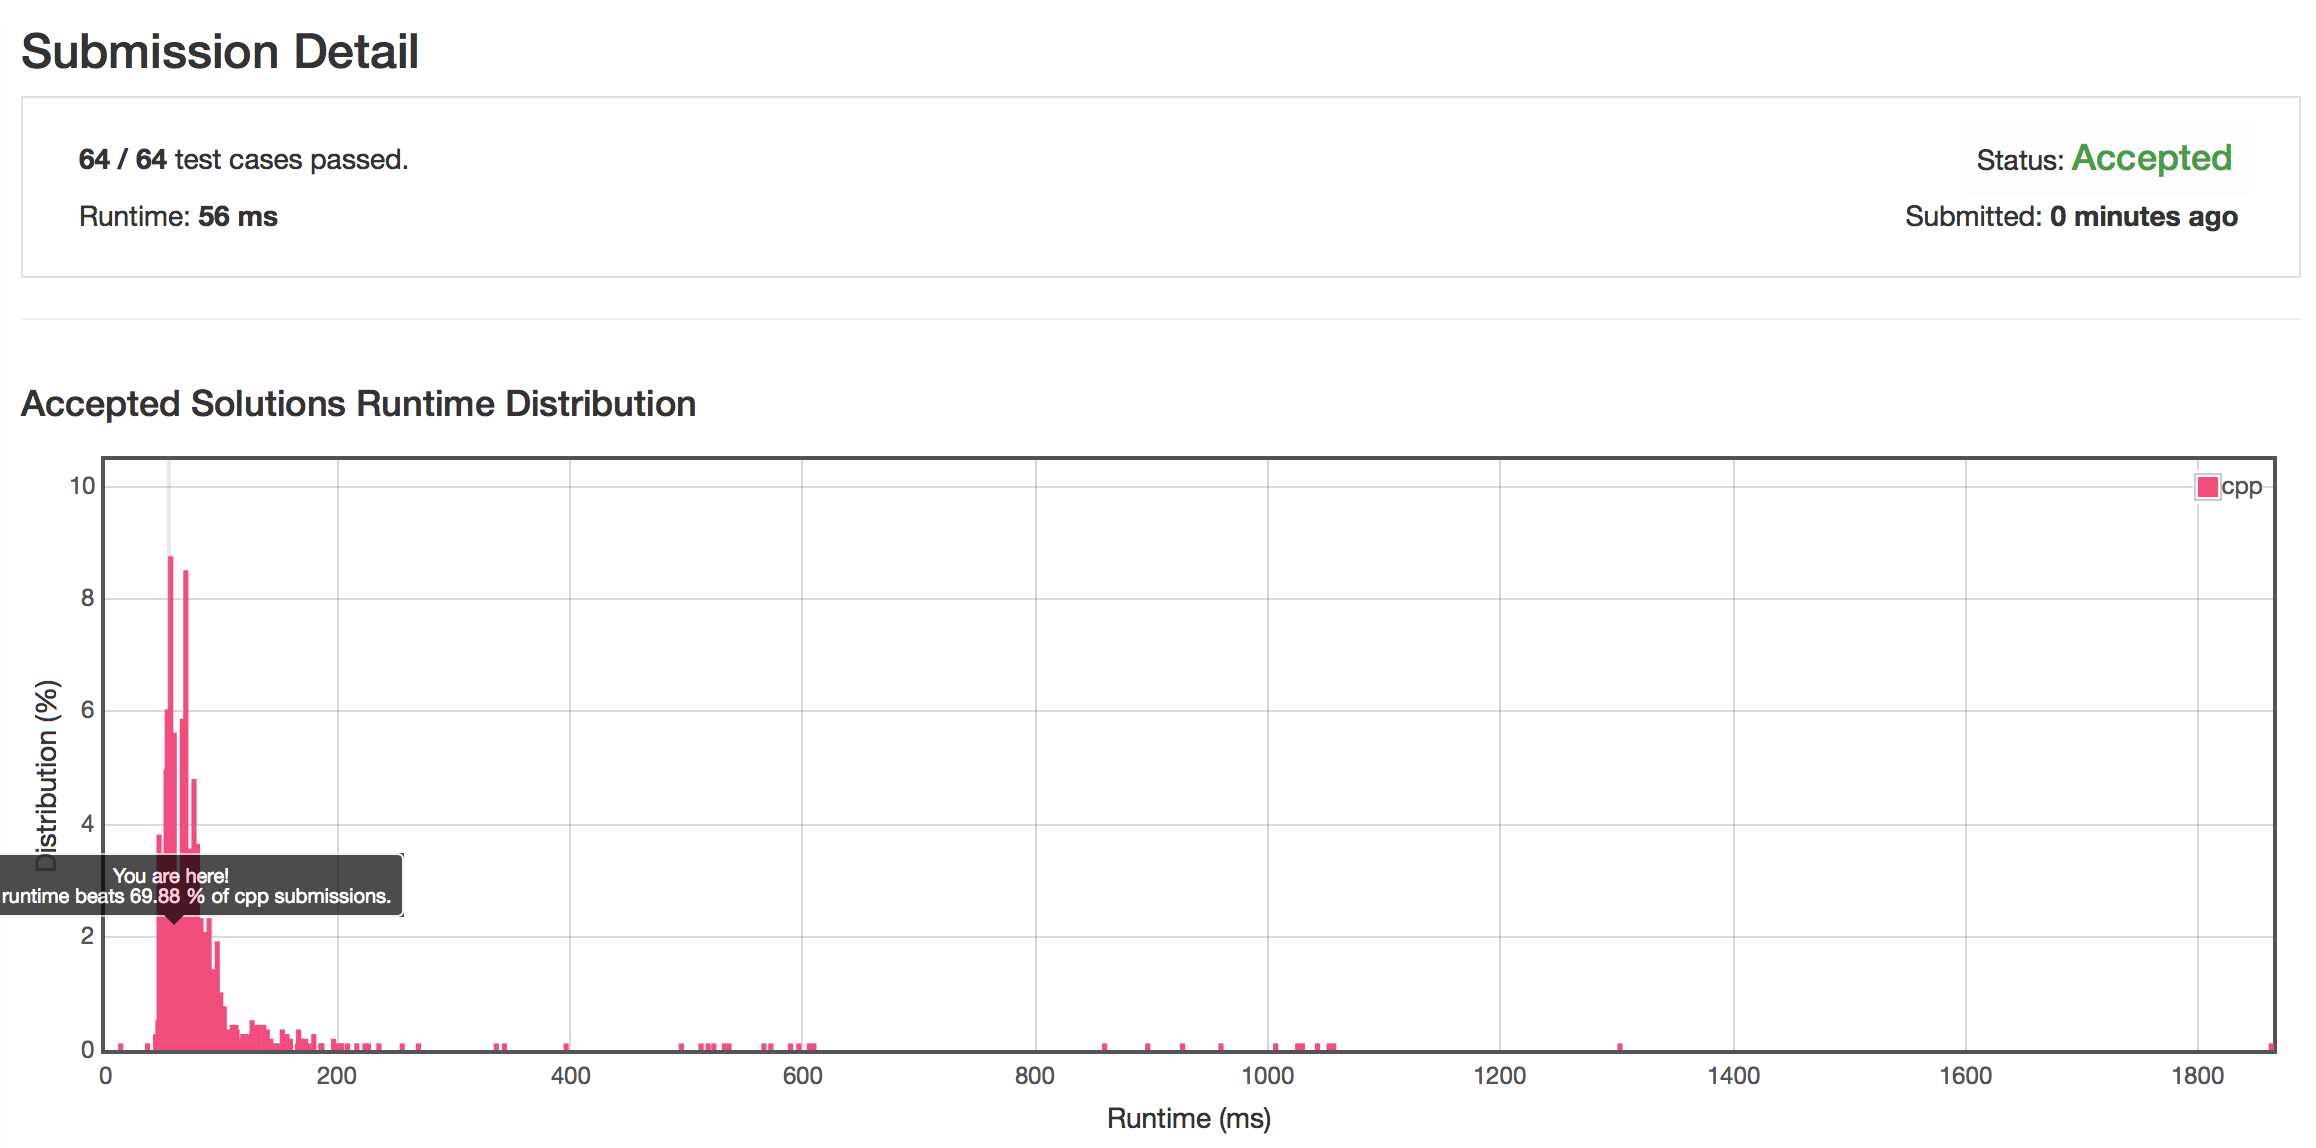 Submission Detail
64 / 64 test cases passed.
Status: Accepted
Runtime: 56 ms
Submitted: 0 minutes ago
Accepted Solutions Runtime Distribution
10
8
6
4
2
0
Distribution (%)
cpp
You are here!
runtime beats 69.88 % of cpp submissions.
0 200 400 600 800 1000 1200 1400 1600 1800
Runtime (ms)